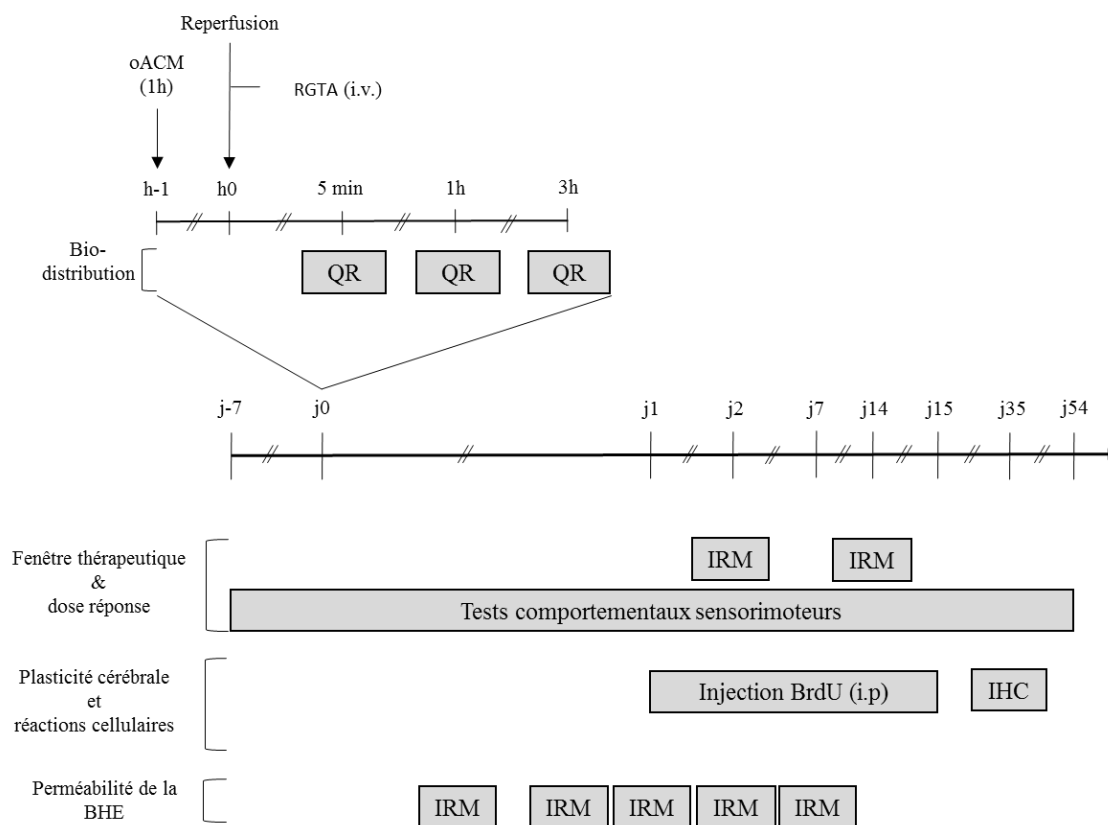 Reperfusion
oACM
(1h)
RGTA (i.v.)
h-1 h0 5 min 1h 3h
Bio-
distribution
QR QR QR
j-7 j0 j1 j2 j7 j14 j15 j35 j54
Fenêtre thérapeutique
&
dose réponse
IRM IRM
Tests comportementaux sensorimoteurs
Plasticité cérébrale
et
réactions cellulaires
Injection BrdU (i.p) IHC
Perméabilité de la
BHE
IRM IRM IRM IRM IRM